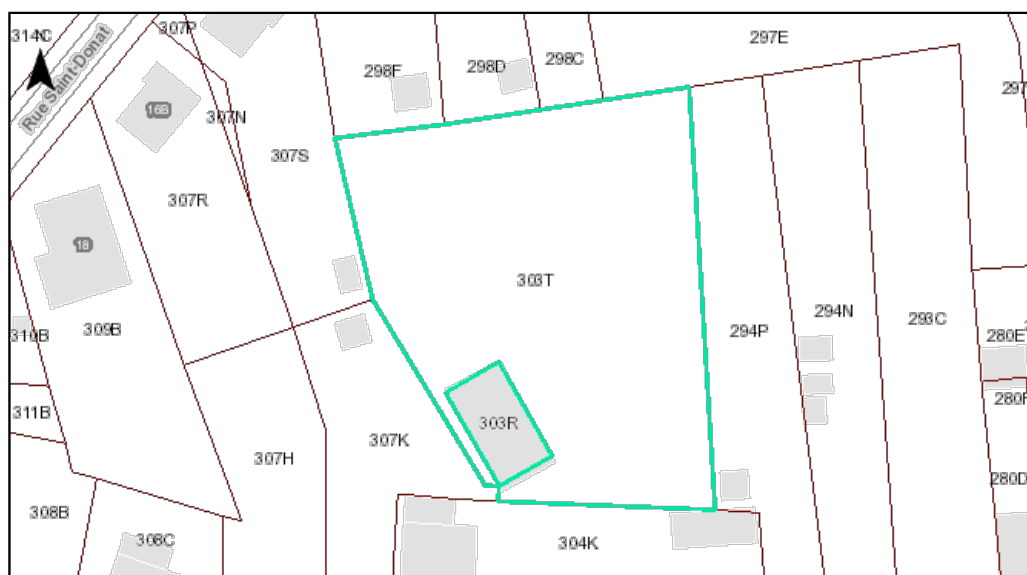 314C
307P
297E
298F
298D
298C
297
Rue Saint-Donat
16B
307N
307S
307R
18
303T
309B
310B
294P
294N
293C
280E
280F
311B
303R
307K
307H
280D
308B
308C
304K